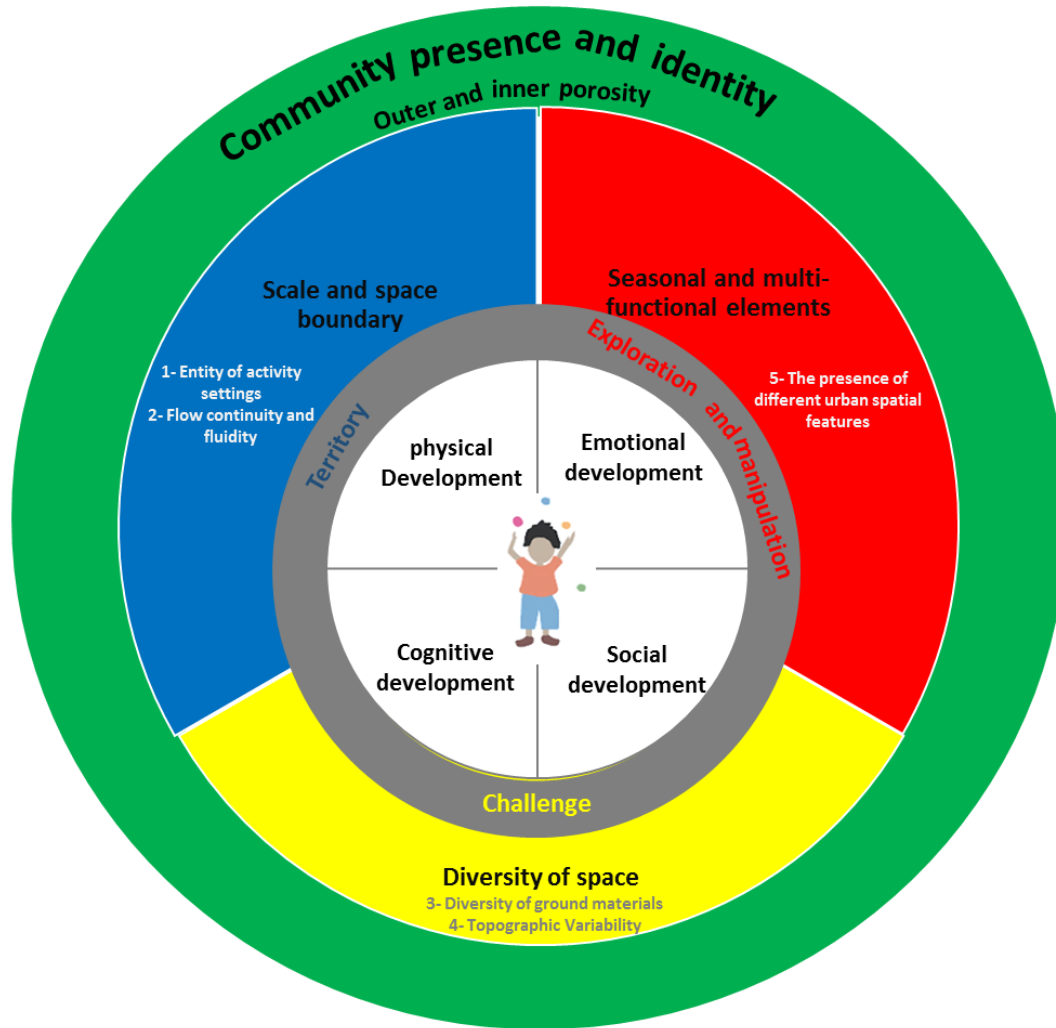 Community presence and identity
Outer and inner porosity
Scale and space
boundary
1- Entity of activity
settings
2- Flow continuity and
fluidity
Seasonal and multi-
functional elements
5- The presence of
different urban spatial
features
Territory
Exploration and manipulation
physical
Development
Emotional
development
Cognitive
development
Social
development
Challenge
Diversity of space
3- Diversity of ground materials
4- Topographic Variability